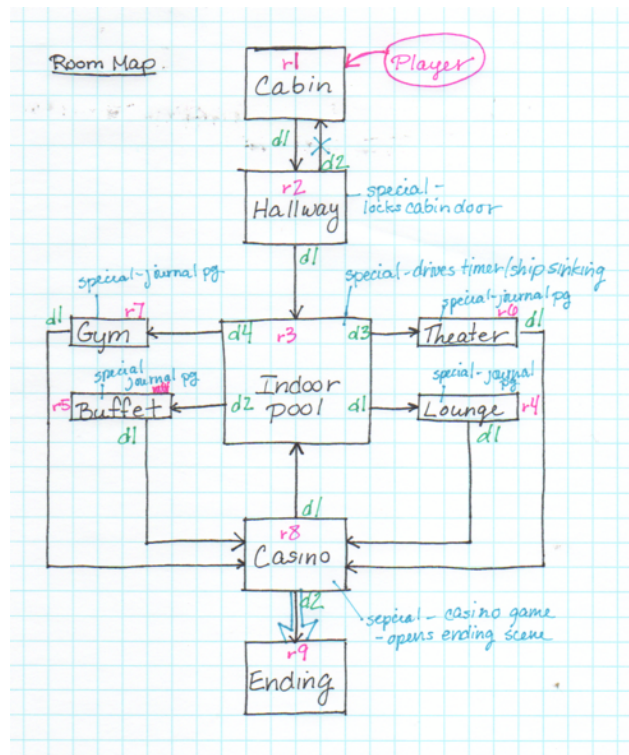 Room Map.
r1
Cabin
Player
d1
d2
r2
Hallway
special -
locks cabin door
d1
special - drives timer/ship sinking
special - journal pg
d1
r7
Gym
d4
r3
d3
special - journal pg
r6
Theater
d1
special
journal pg
r5
Buffet
d1
d2
Indoor
pool
d1
special - journal
pg
Lounge
r4
d1
d1
r8
Casino
d2
sepcial - casino game
- opens ending scene
r9
Ending